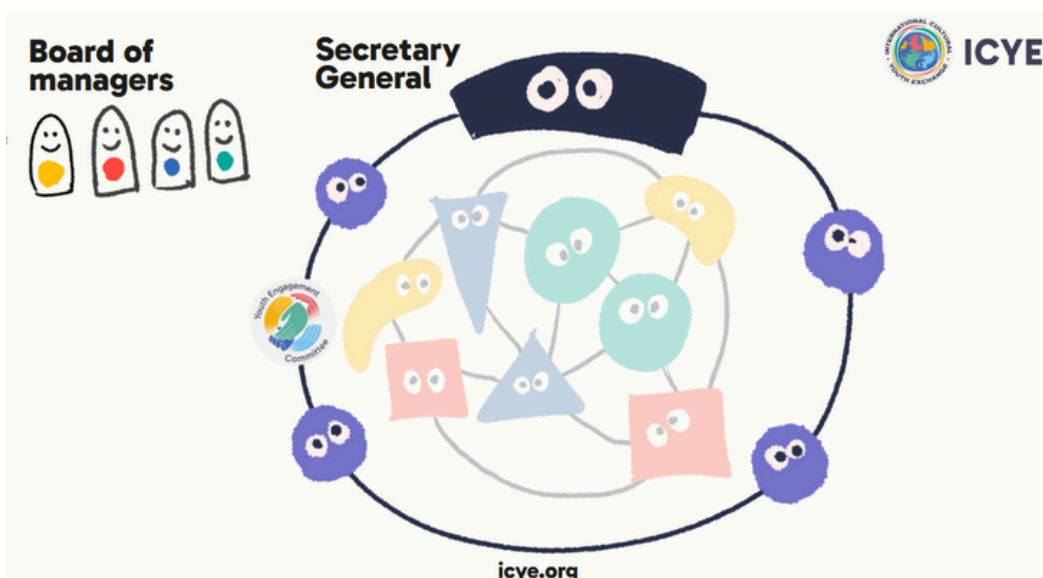 Board of
managers
Secretary
General
INTERNATIONAL CULTURAL
YOUTH EXCHANGE
ICYE
Youth Engagement
Committee
icye.org